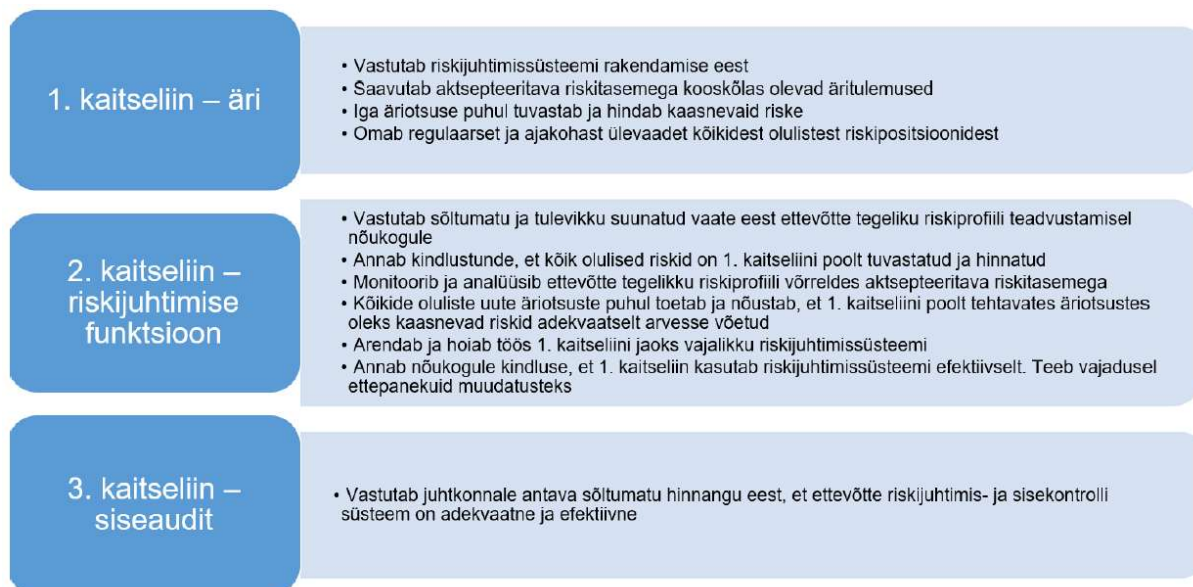 1. kaitseliin – äri
• Vastutab riskijuhtimissüsteemi rakendamise eest
• Saavutab aktsepteeritava riskitasemega kooskõlas olevad äritulemused
• Iga äriotsuse puhul tuvastab ja hindab kaasnevaid riske
• Omab regulaarset ja ajakohast ülevaadet kõikidest olulistest riskipositsioonidest
2. kaitseliin –
riskijuhtimise
funktsioon
• Vastutab sõltumatu ja tulevikku suunatud vaate eest ettevõtte tegeliku riskiprofiili teadvustamisel
nõukogule
• Annab kindlustunde, et kõik olulised riskid on 1. kaitseliini poolt tuvastatud ja hinnatud
• Monitoorib ja analüüsib ettevõtte tegelikku riskiprofiili võrreldes aktsepteeritava riskitasemega
• Kõikide oluliste uute äriotsuste puhul toetab ja nõustab, et 1. kaitseliini poolt tehtavates äriotsustes
oleks kaasnevad riskid adekvaatselt arvesse võetud
• Arendab ja hoiab töös 1. kaitseliini jaoks vajalikku riskijuhtimissüsteemi
• Annab nõukogule kindluse, et 1. kaitseliin kasutab riskijuhtimissüsteemi efektiivselt. Teeb vajadusel
ettepanekuid muudatusteks
3. kaitseliin –
siseaudit
• Vastutab juhtkonnale antava sõltumatu hinnangu eest, et ettevõtte riskijuhtimis- ja sisekontrolli
süsteem on adekvaatne ja efektiivne